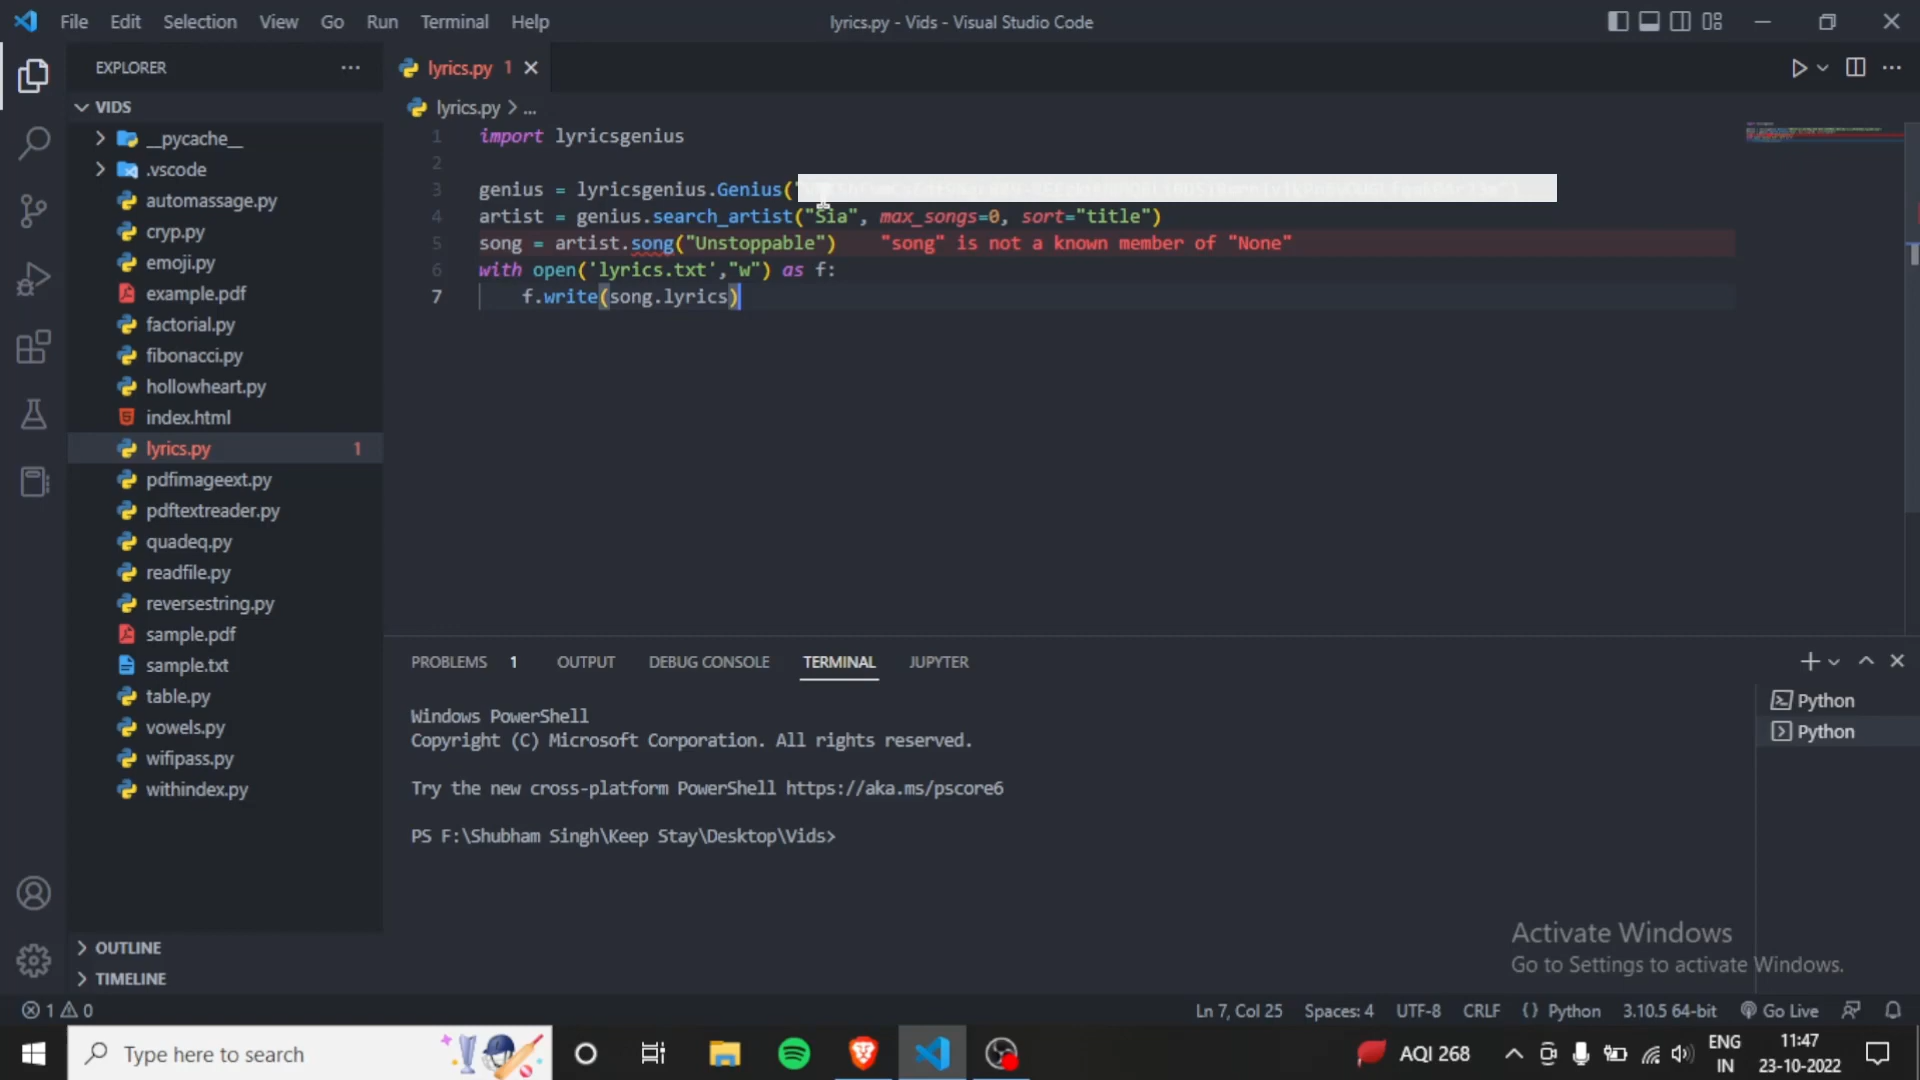 File Edit Selection View Go Run Terminal Help
lyrics.py - Vids - Visual Studio Code
EXPLORER
VIDS
__pycache__
.vscode
automassage.py
cryp.py
emoji.py
example.pdf
factorial.py
fibonacci.py
hollowheart.py
index.html
lyrics.py 1
pdfimageext.py
pdftextreader.py
quadeq.py
readfile.py
reversestring.py
sample.pdf
sample.txt
table.py
vowels.py
wifipass.py
withindex.py
OUTLINE
TIMELINE
lyrics.py 1
lyrics.py > ...
1 import lyricsgenius
2
3 genius = lyricsgenius.Genius("
4 artist = genius.search_artist("Sia", max_songs=0, sort="title")
5 song = artist.song("Unstoppable") "song" is not a known member of "None"
6 with open('lyrics.txt',"w") as f:
7 f.write(song.lyrics)
PROBLEMS 1 OUTPUT DEBUG CONSOLE TERMINAL JUPYTER
Windows PowerShell
Copyright (C) Microsoft Corporation. All rights reserved.
Try the new cross-platform PowerShell https://aka.ms/pscore6
PS F:\Shubham Singh\Keep Stay\Desktop\Vids>
Python
Python
Activate Windows
Go to Settings to activate Windows.
1 0
Ln 7, Col 25 Spaces: 4 UTF-8 CRLF {} Python 3.10.5 64-bit Go Live
Type here to search
AQI 268
ENG
IN
11:47
23-10-2022